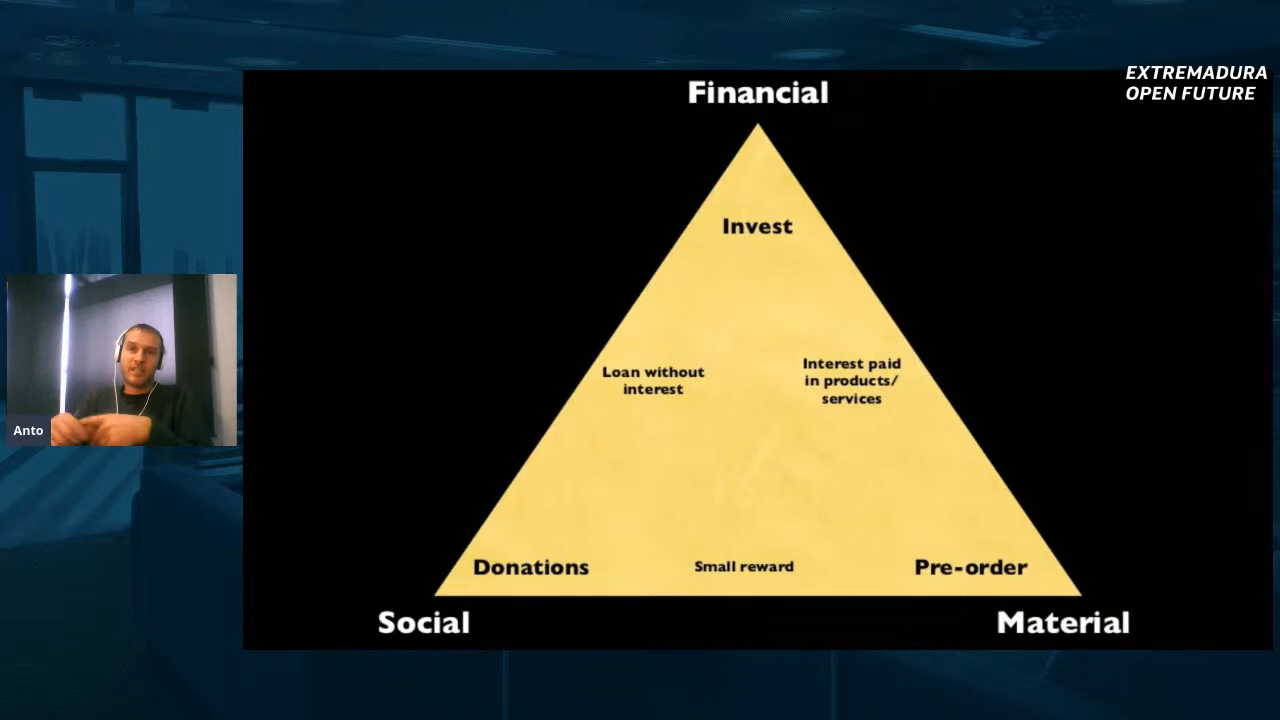 EXTREMADURA
OPEN FUTURE
Financial
Invest
Loan without
interest
Interest paid
in products/
services
Anto
Donations
Small reward
Pre-order
Social
Material